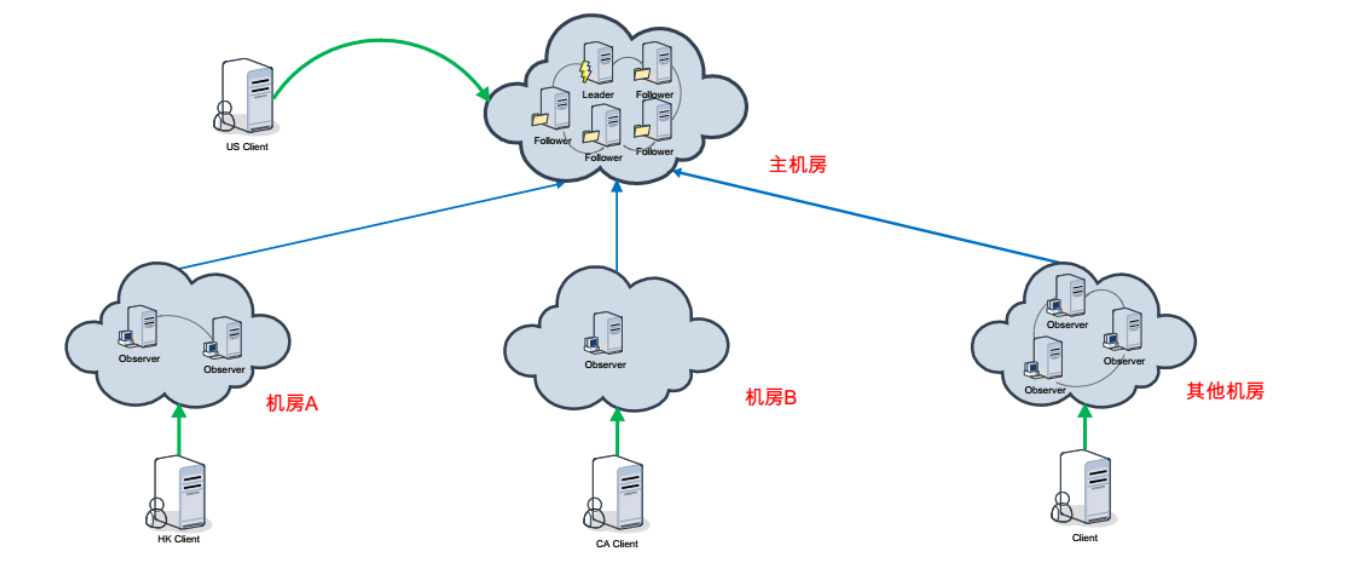 Leader
Follower
Follower
Follower
Follower
US Client
主机房
Observer
Observer
机房A
Observer
机房B
Observer
Observer
Observer
其他机房
HK Client
CA Client
Client